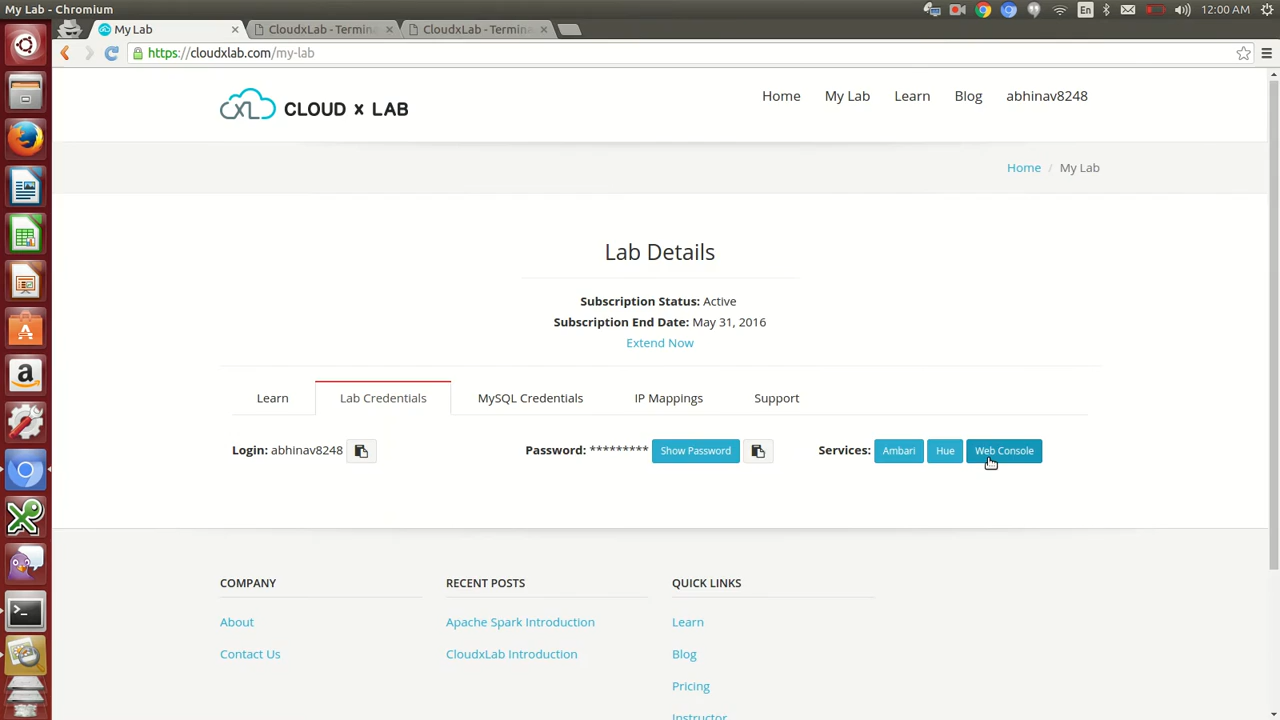 My Lab - Chromium
En
12:00 AM
My Lab
CloudxLab - Termin
CloudxLab - Termin
https://cloudxlab.com/my-lab
CXL CLOUD x LAB
Home My Lab Learn Blog abhinav8248
Home / My Lab
Lab Details
Subscription Status: Active
Subscription End Date: May 31, 2016
Extend Now
Learn Lab Credentials MySQL Credentials IP Mappings Support
Login: abhinav8248 Password: ********* Show Password Services: Ambari Hue Web Console
COMPANY RECENT POSTS QUICK LINKS
About Apache Spark Introduction Learn
Contact Us CloudxLab Introduction Blog
Pricing
Instructor